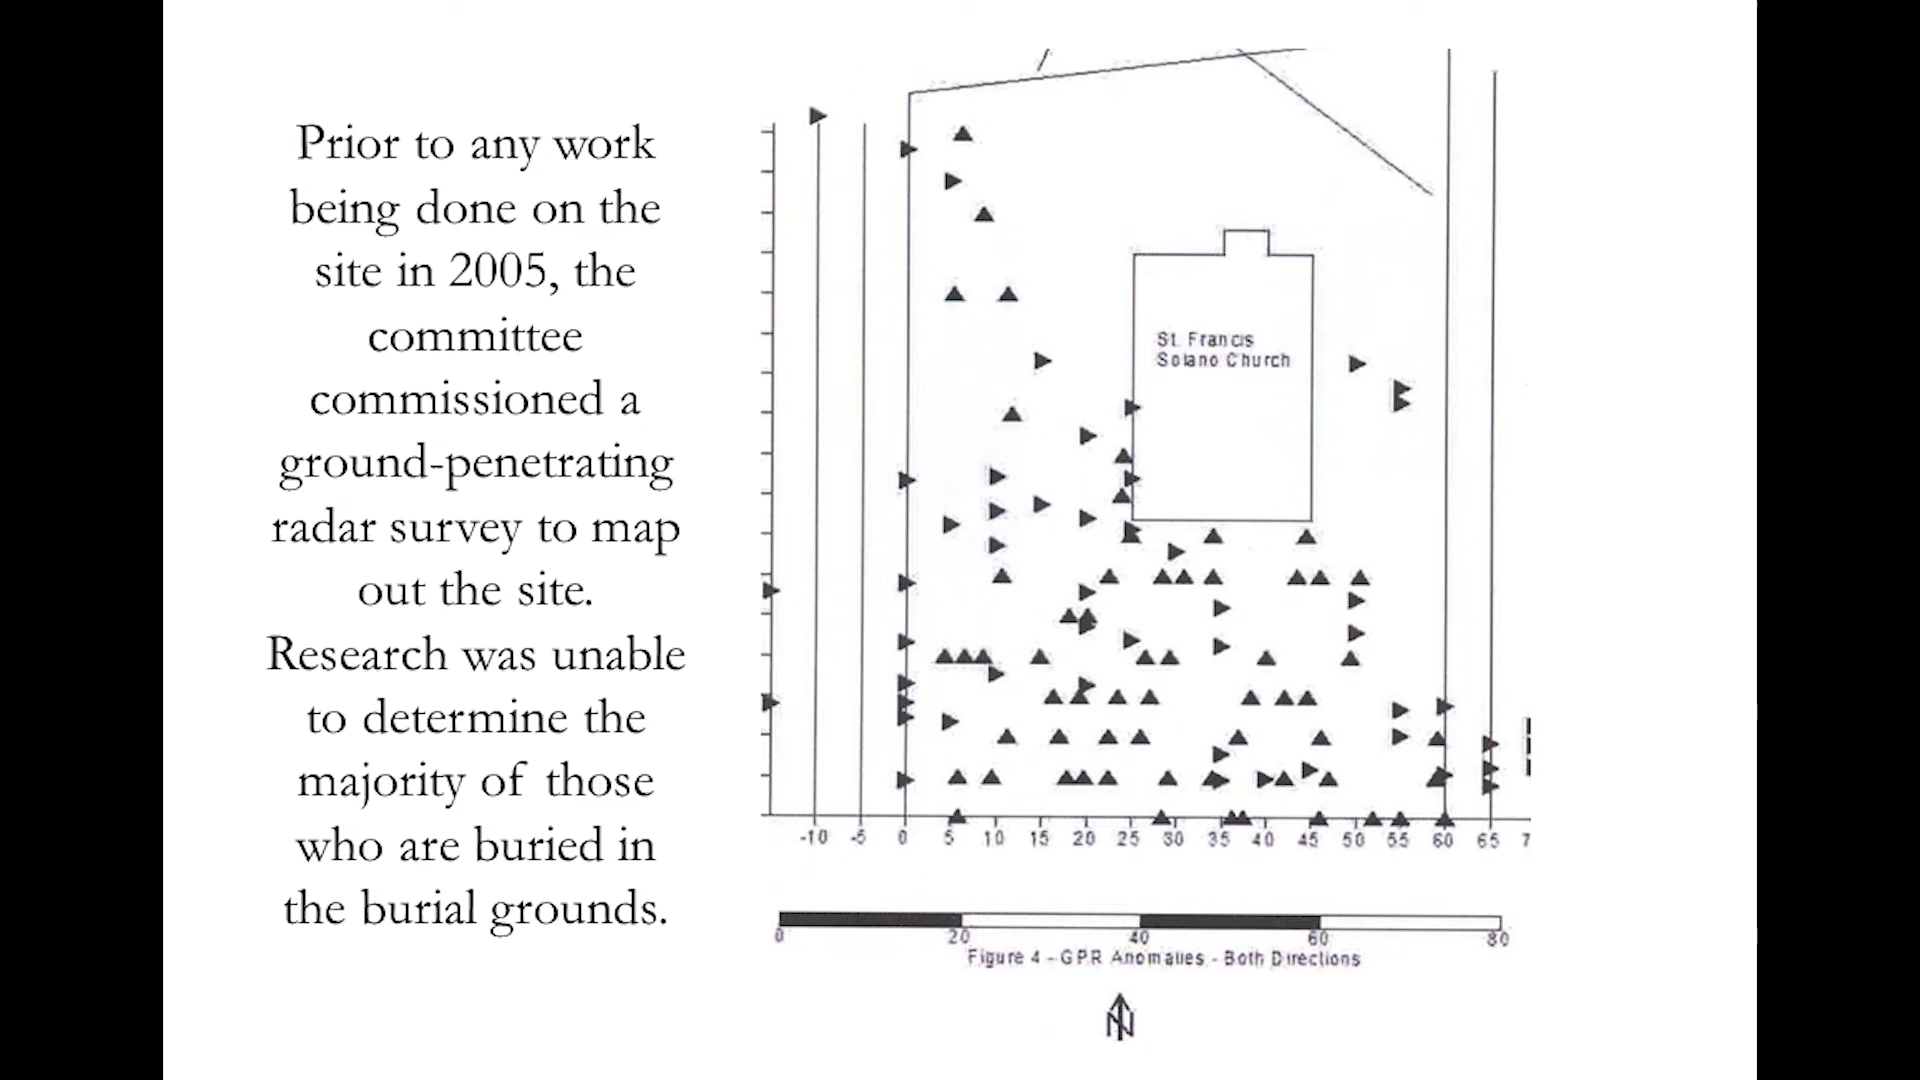 Prior to any work
being done on the
site in 2005, the
committee
commissioned a
ground-penetrating
radar survey to map
out the site.
Research was unable
to determine the
majority of those
who are buried in
the burial grounds.
St. Francis
Solano Church
-10 -5 0 5 10 15 20 25 30 35 40 45 50 55 60 65 7
0 20 40 60 80
Figure 4 - GPR Anomalies - Both Directions
N